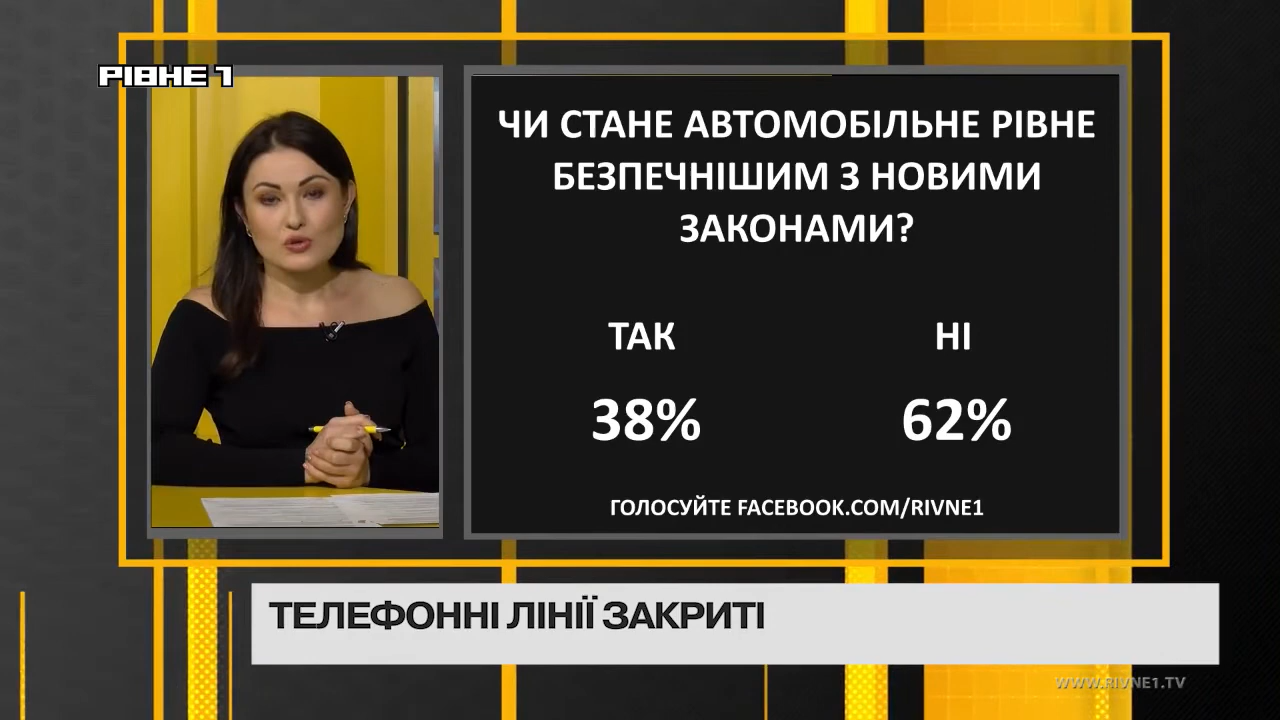 РІВНЕ 1
ЧИ СТАНЕ АВТОМОБІЛЬНЕ РІВНЕ
БЕЗПЕЧНІШИМ З НОВИМИ
ЗАКОНАМИ?
ТАК НІ
38% 62%
ГОЛОСУЙТЕ FACEBOOK.COM/RIVNE1
ТЕЛЕФОННІ ЛІНІЇ ЗАКРИТІ
WWW.RIVNE1.TV